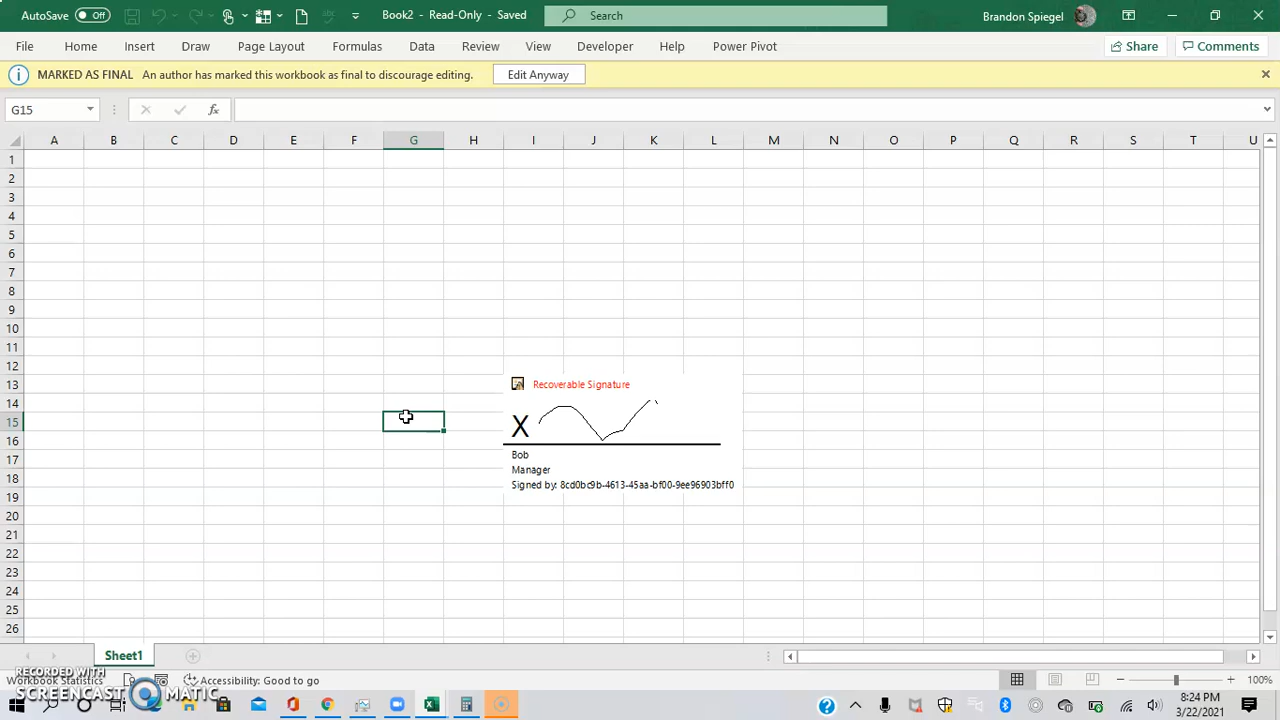 AutoSave Off Book2 - Read-Only - Saved Search Brandon Spiegel
File Home Insert Draw Page Layout Formulas Data Review View Developer Help Power Pivot Share Comments
MARKED AS FINAL An author has marked this workbook as final to discourage editing. Edit Anyway
G15 fx
A B C D E F G H I J K L M N O P Q R S T U
1
2
3
4
5
6
7
8
9
10
11
12
13
14
15
16
17
18
19
20
21
22
23
24
25
26
Recoverable Signature
X
Bob
Manager
Signed by: 8cd0bc9b-4613-45aa-bf00-9ee96903bff0
Sheet1
RECORDED WITH
SCREENCAST MATIC
Workbook Statistics Accessibility: Good to go 100%
8:24 PM
3/22/2021